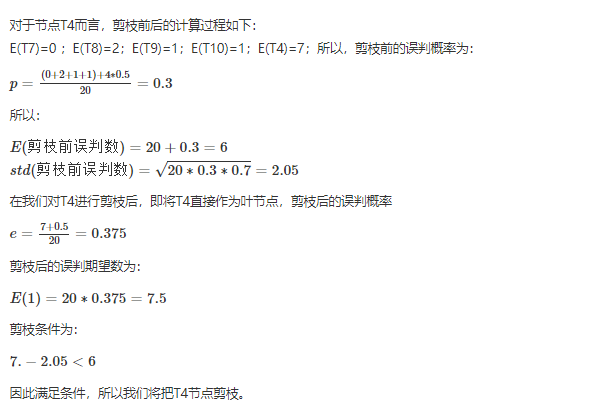 对于节点T4而言，剪枝前后的计算过程如下：
E(T7)=0 ；E(T8)=2；E(T9)=1；E(T10)=1；E(T4)=7；所以，剪枝前的误判概率为：
p = \frac{(0+2+1+1)+4*0.5}{20} = 0.3
所以：
E(剪枝前误判数) = 20 + 0.3 = 6
std(剪枝前误判数) = \sqrt{20 * 0.3 * 0.7} = 2.05
在我们对T4进行剪枝后，即将T4直接作为叶节点，剪枝后的误判概率
e = \frac{7+0.5}{20} = 0.375
剪枝后的误判期望数为：
E(1) = 20 * 0.375 = 7.5
剪枝条件为：
7. − 2.05 < 6
因此满足条件，所以我们将把T4节点剪枝。